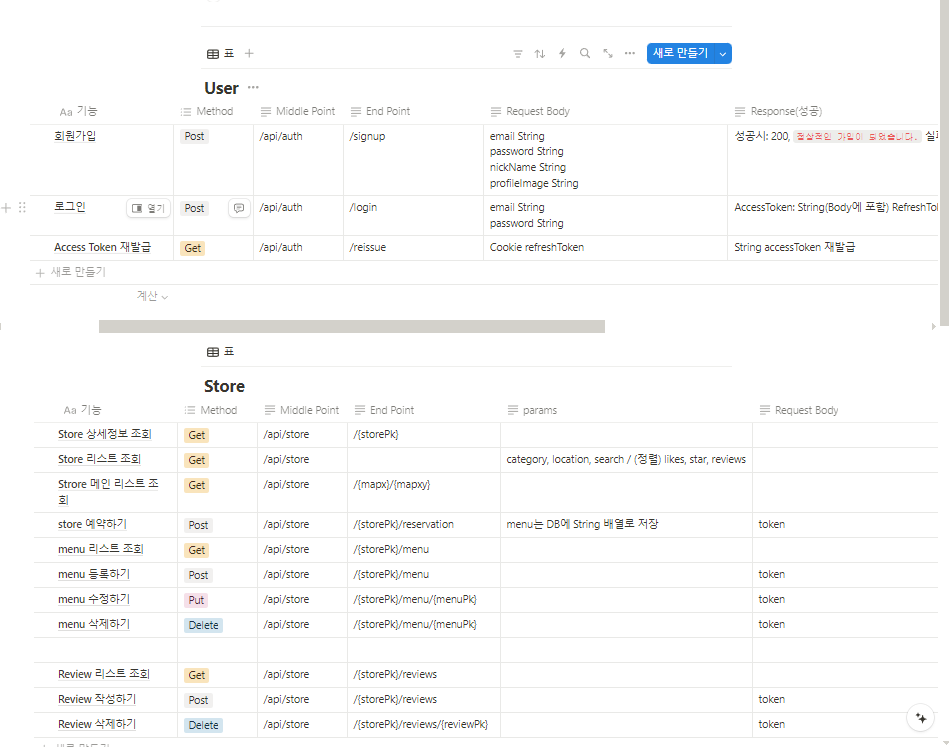 표
새로 만들기
User
Aa 기능 Method Middle Point End Point Request Body Response(성공)
회원가입 Post /api/auth /signup email String 성공시: 200, 정상적인 가입이 되었습니다.
password String
nickName String
profileImage String
로그인 열기 Post /api/auth /login email String AccessToken: String(Body에 포함)
password String
Access Token 재발급 Get /api/auth /reissue Cookie refreshToken String accessToken 재발급
새로 만들기
계산
표
Store
Aa 기능 Method Middle Point End Point params Request Body
Store 상세정보 조회 Get /api/store /{storePk}
Store 리스트 조회 Get /api/store category, location, search / (정렬) likes, star, reviews
Strore 메인 리스트 조 Get /api/store /{mapx}/{mapxy}
회
store 예약하기 Post /api/store /{storePk}/reservation menu는 DB에 String 배열로 저장 token
menu 리스트 조회 Get /api/store /{storePk}/menu
menu 등록하기 Post /api/store /{storePk}/menu token
menu 수정하기 Put /api/store /{storePk}/menu/{menuPk} token
menu 삭제하기 Delete /api/store /{storePk}/menu/{menuPk} token
Review 리스트 조회 Get /api/store /{storePk}/reviews
Review 작성하기 Post /api/store /{storePk}/reviews token
Review 삭제하기 Delete /api/store /{storePk}/reviews/{reviewPk} token